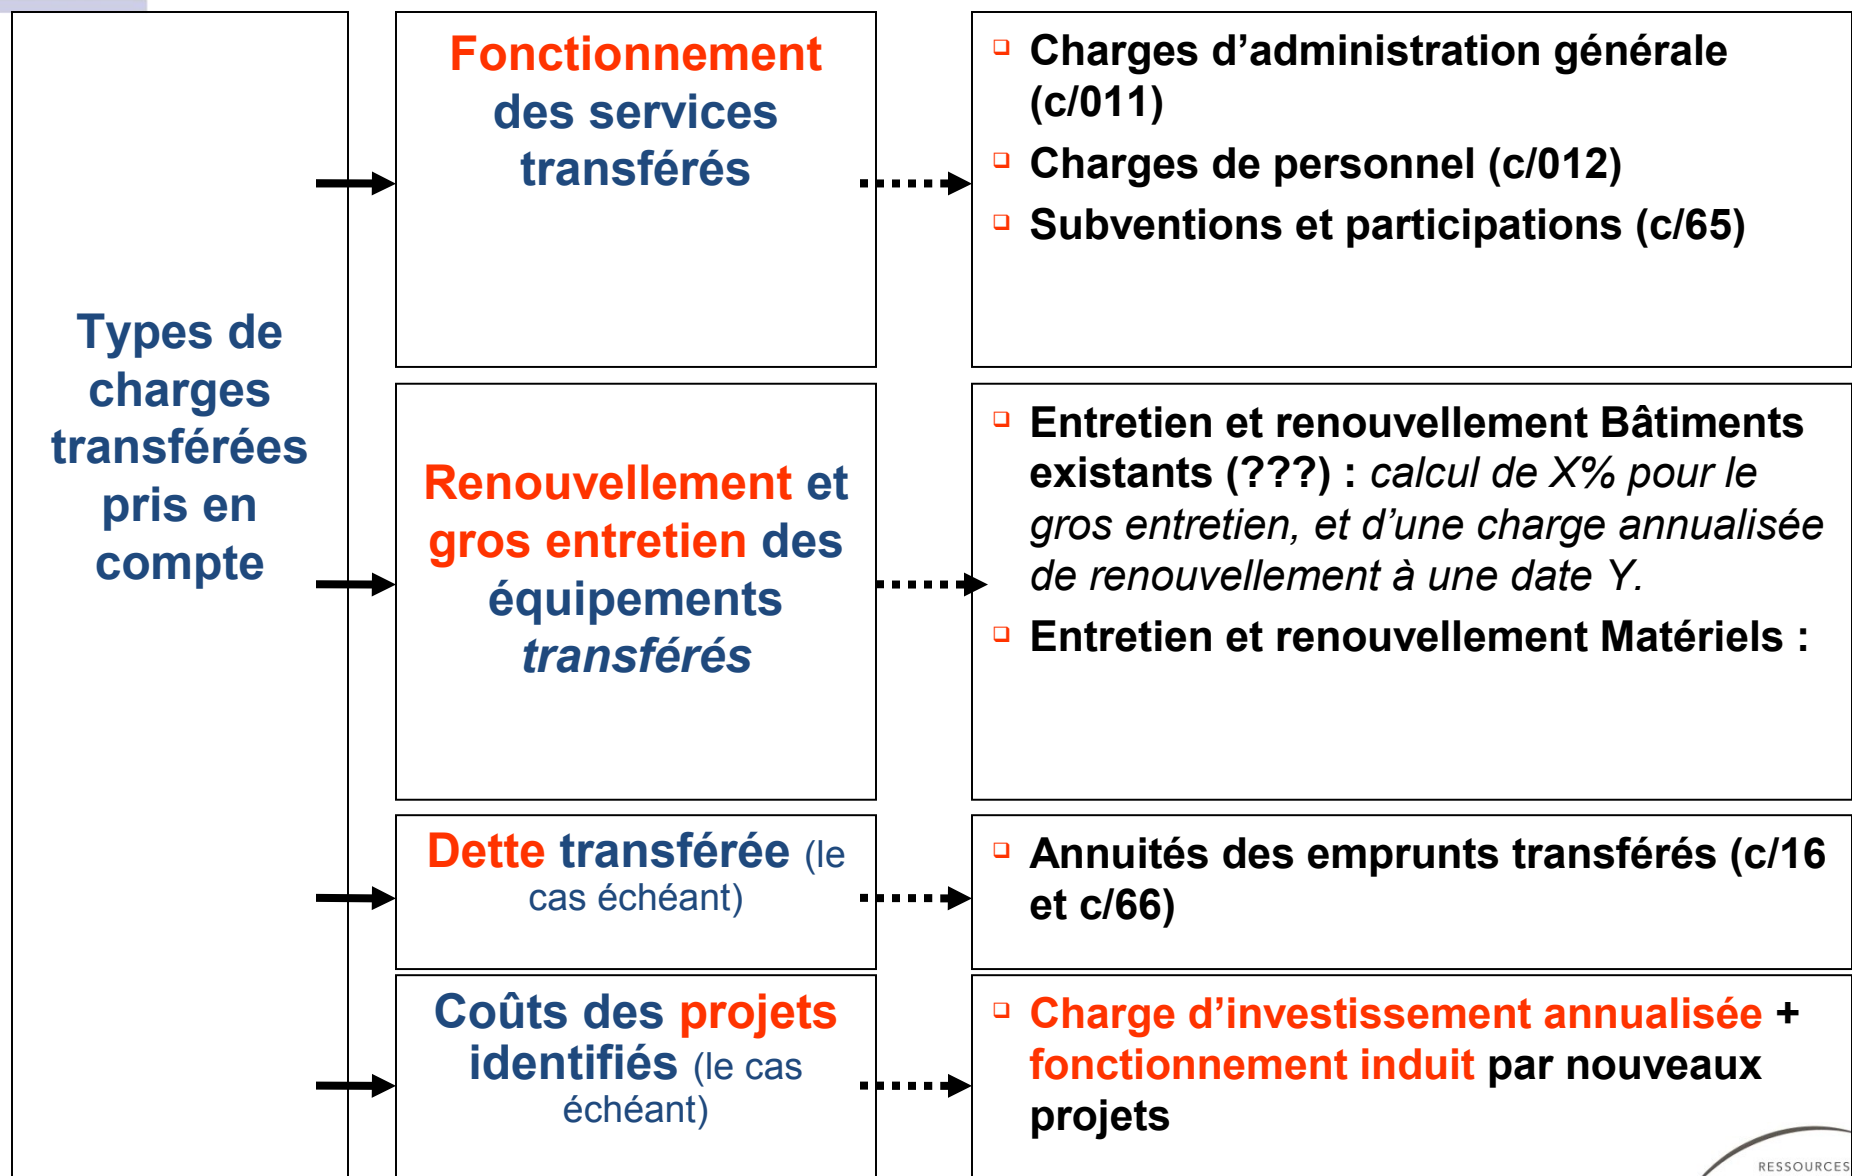 Types de
charges
transférées
pris en
compte
Fonctionnement
des services
transférés
Charges d’administration générale
(c/011)
Charges de personnel (c/012)
Subventions et participations (c/65)
Renouvellement et
gros entretien des
équipements
transférés
Entretien et renouvellement Bâtiments
existants (???) : calcul de X% pour le
gros entretien, et d’une charge annualisée
de renouvellement à une date Y.
Entretien et renouvellement Matériels :
Dette transférée (le
cas échéant)
Annuités des emprunts transférés (c/16
et c/66)
Coûts des projets
identifiés (le cas
échéant)
Charge d’investissement annualisée +
fonctionnement induit par nouveaux
projets
RESSOURCES